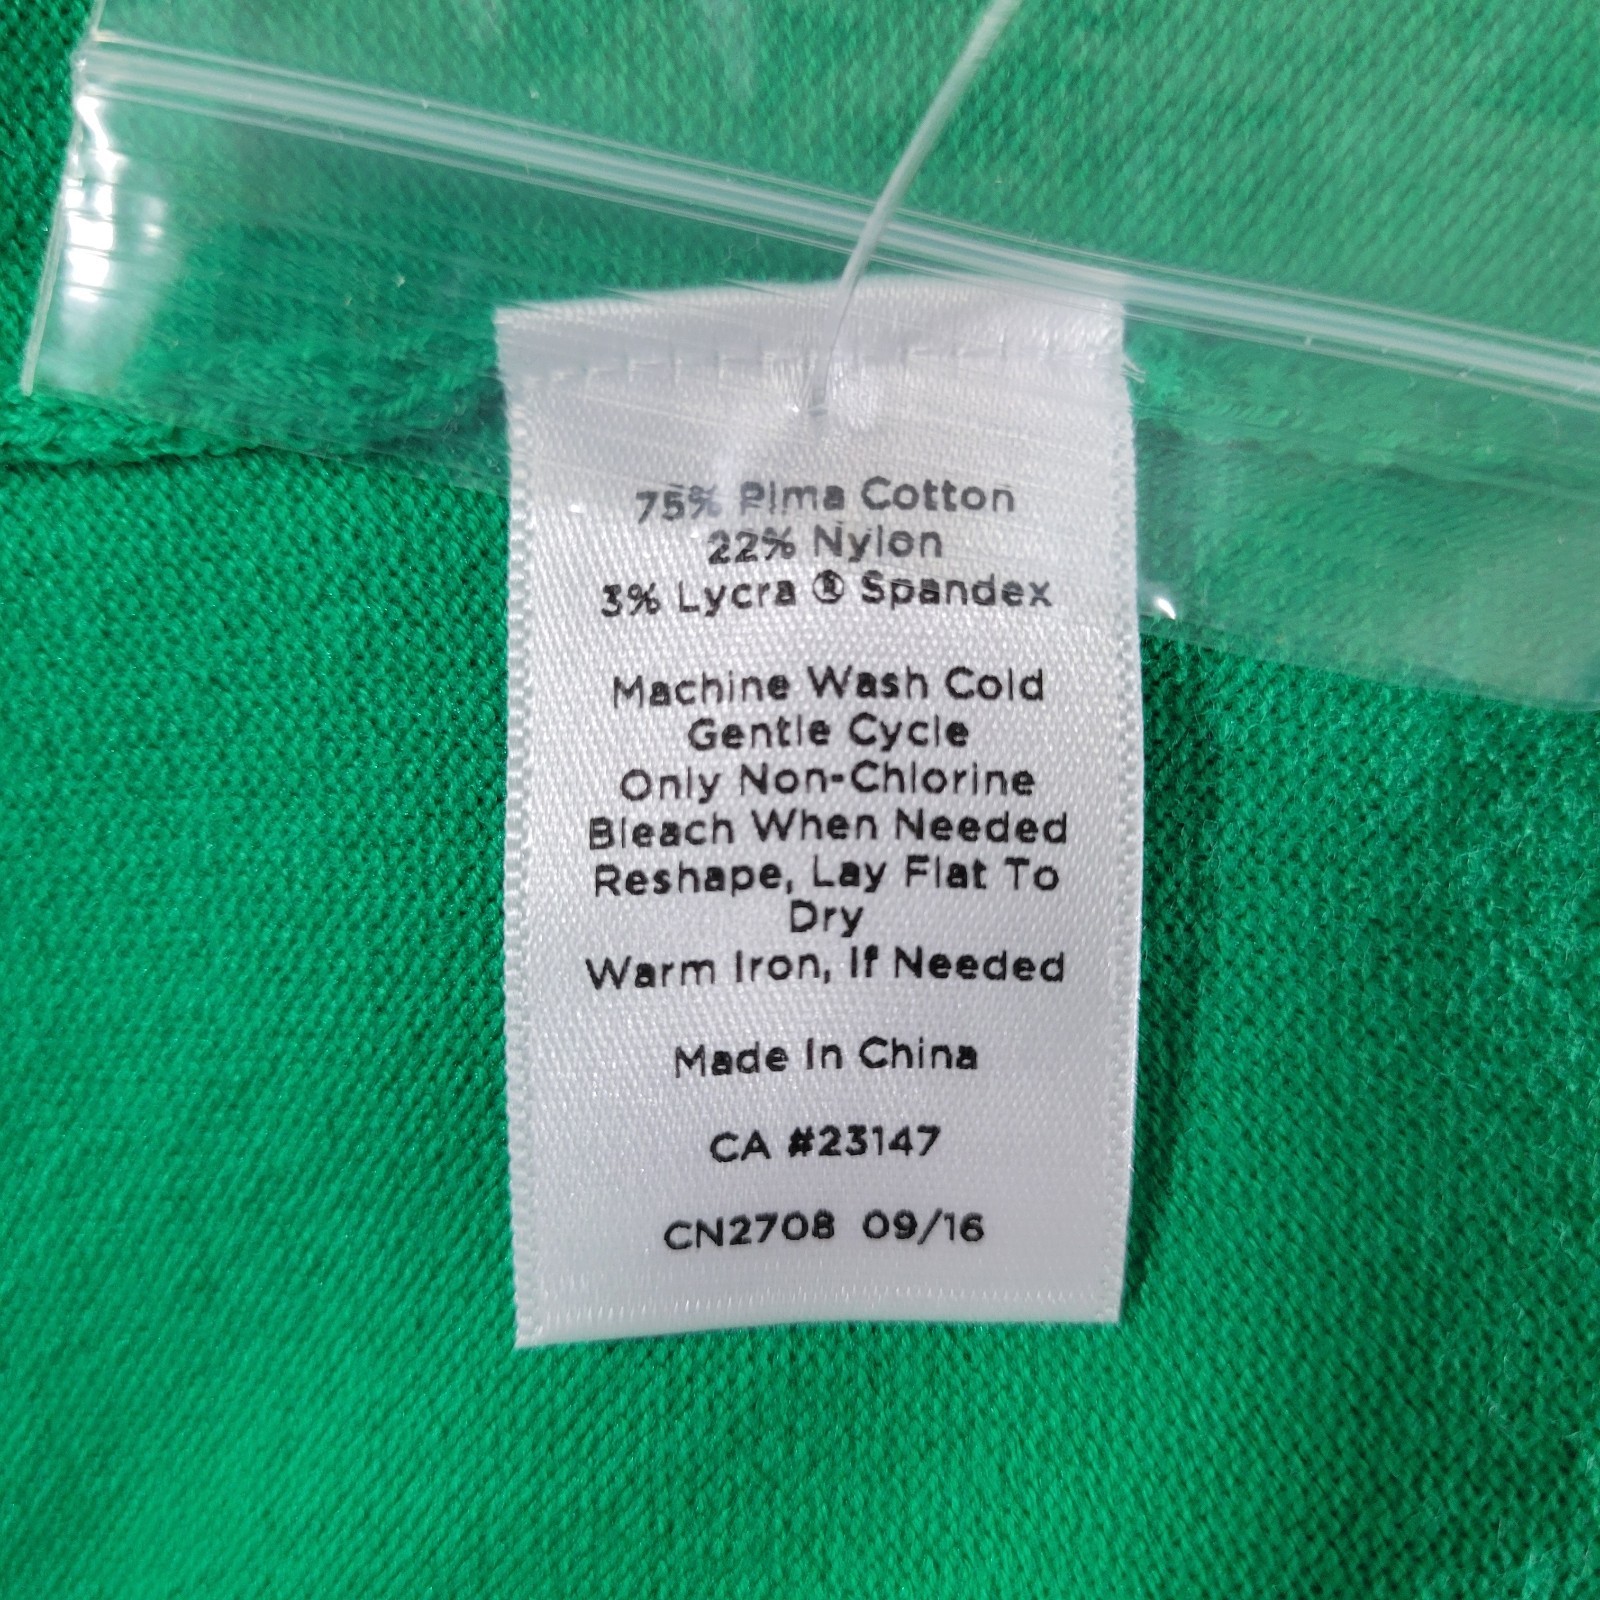 75% Pima Cotton
22% Nylon
3% Lycra ® Spandex
Machine Wash Cold
Gentle Cycle
Only Non-Chlorine
Bleach When Needed
Reshape, Lay Flat To
Dry
Warm Iron, If Needed
Made In China
CA #23147
CN2708 09/16